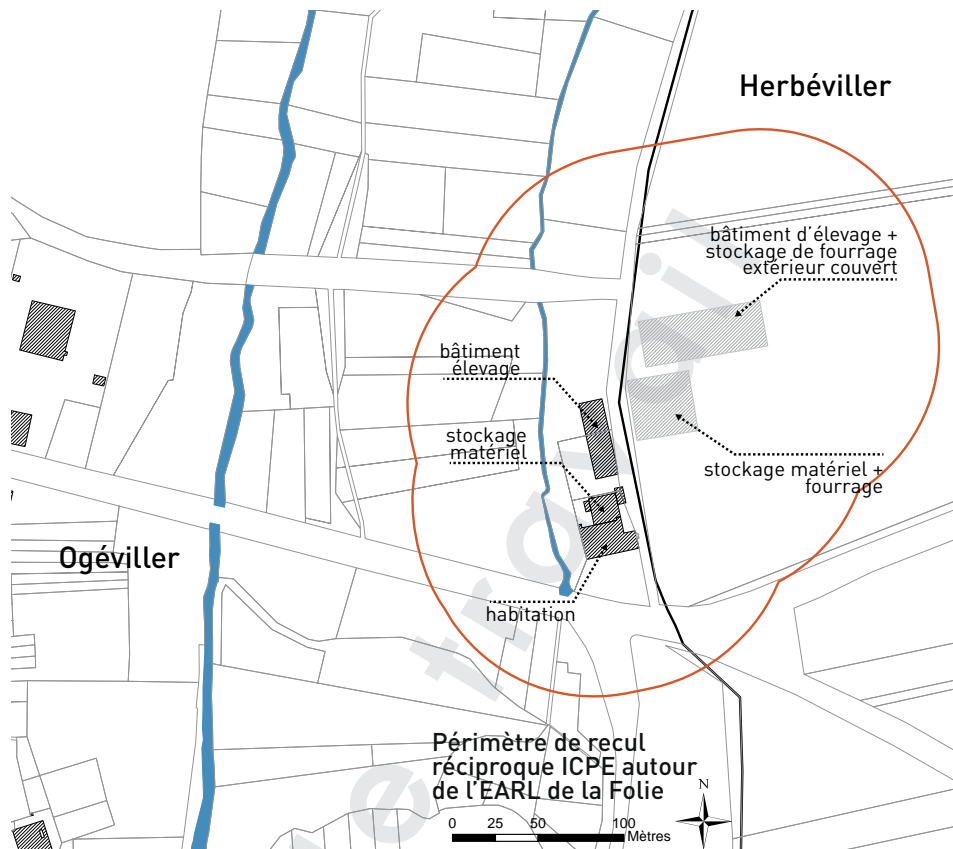 Herbéviller
bâtiment d'élevage +
stockage de fourrage
extérieur couvert
bâtiment
élevage
stockage
matériel
stockage matériel +
fourrage
Ogéviller
habitation
Périmètre de recul
réciproque ICPE autour
de l'EARL de la Folie
N
0 25 50 100
Mètres
e travail